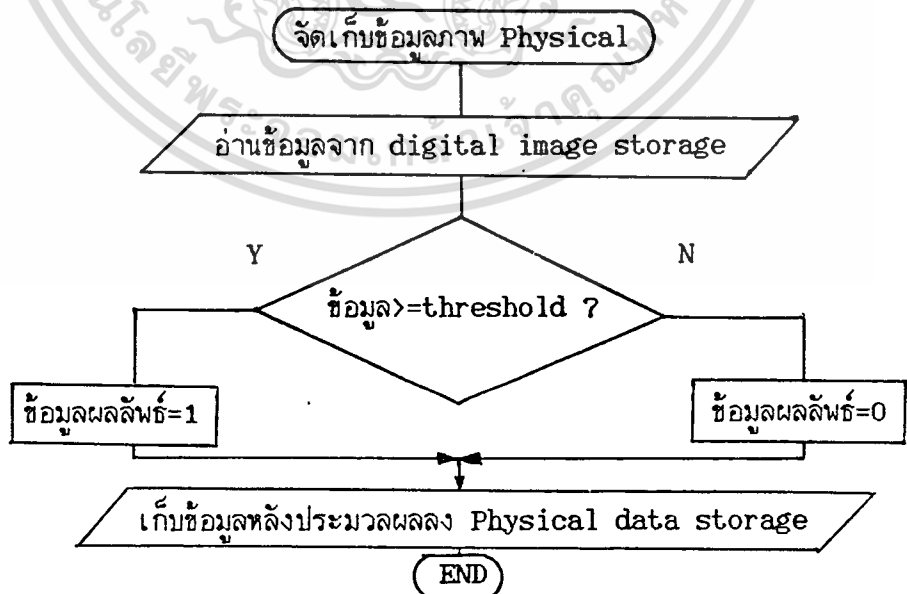 จัดเก็บข้อมูลภาพ Physical
อ่านข้อมูลจาก digital image storage
Y
N
ข้อมูล>=threshold ?
ข้อมูลผลลัพธ์=1
ข้อมูลผลลัพธ์=0
เก็บข้อมูลหลังประมวลผลลง Physical data storage
END